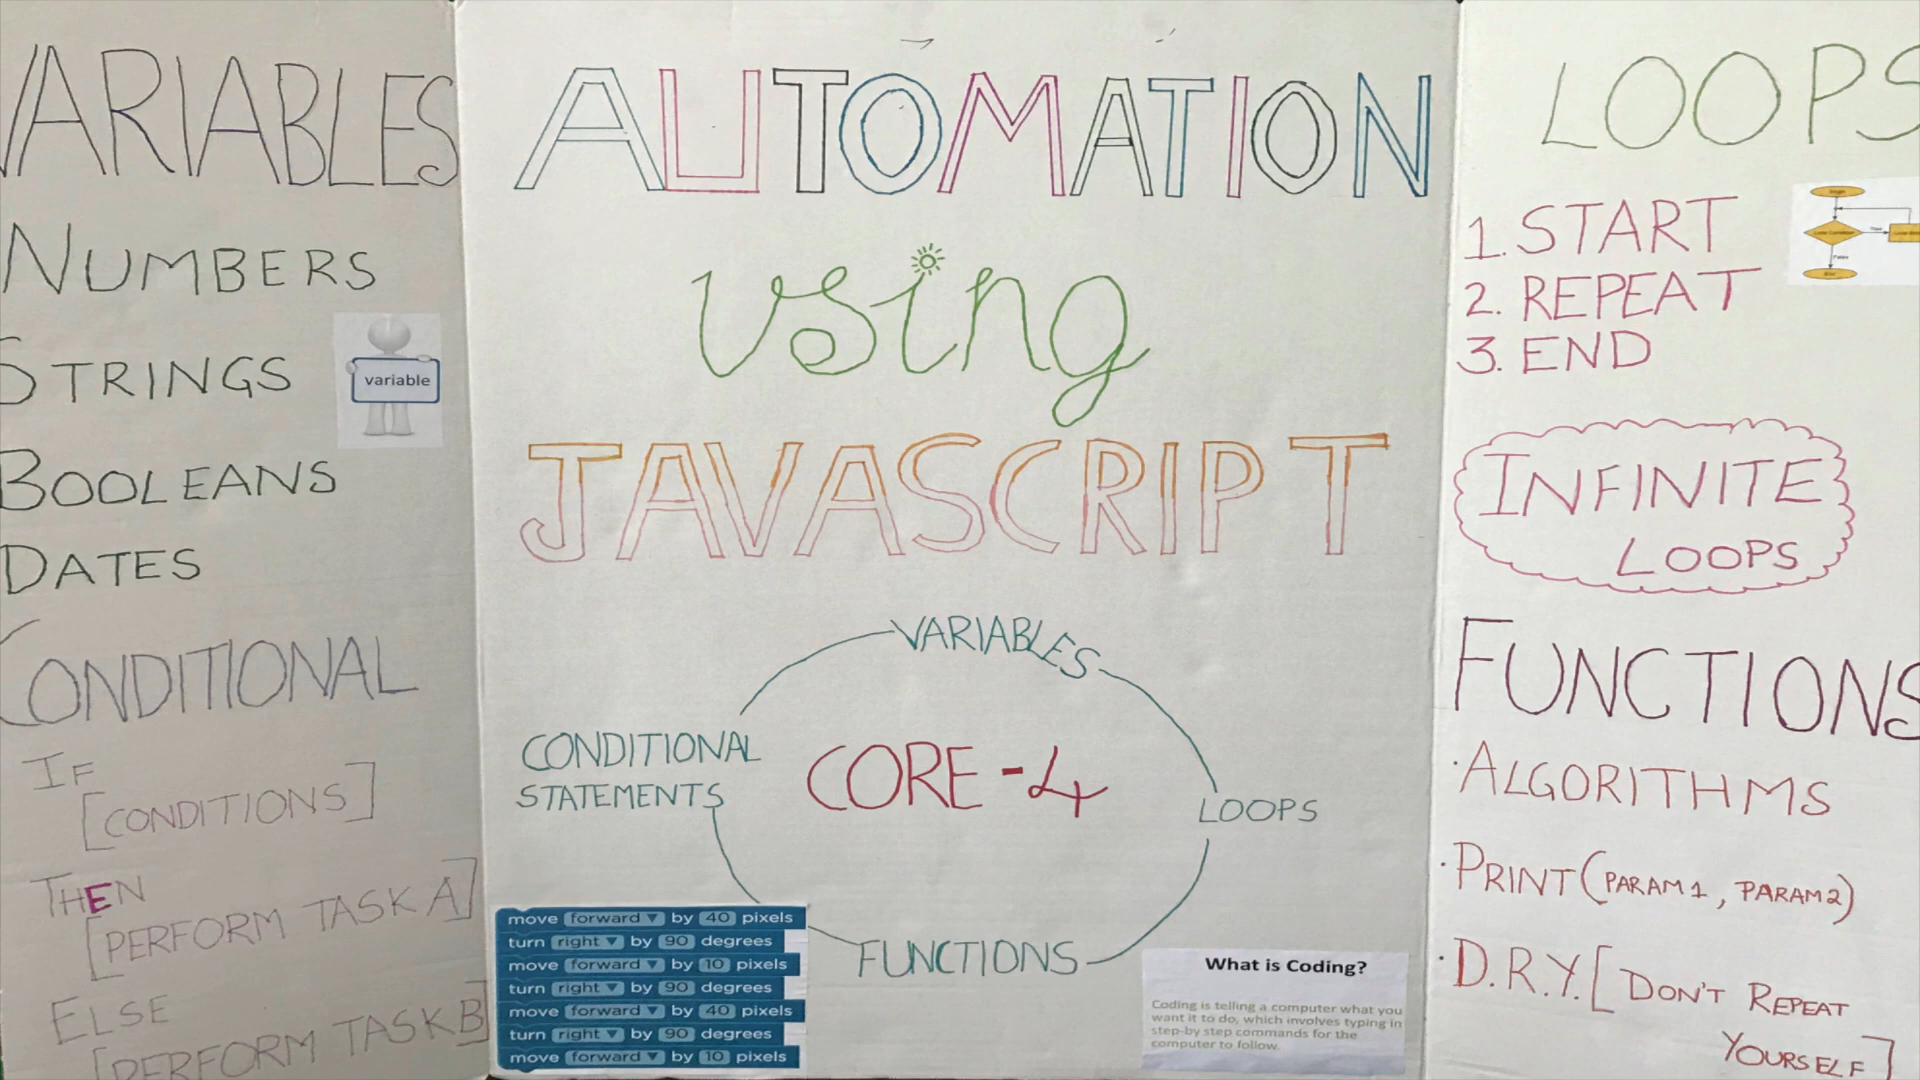 VARIABLES
NUMBERS
STRINGS
variable
BOOLEANS
DATES
CONDITIONAL
IF
[CONDITIONS]
THEN
[PERFORM TASK A]
ELSE
[PERFORM TASK B]
AUTOMATION
using
JAVASCRIPT
VARIABLES
CONDITIONAL
STATEMENTS
CORE-4
LOOPS
FUNCTIONS
move forward by 40 pixels
turn right by 90 degrees
move forward by 10 pixels
turn right by 90 degrees
move forward by 40 pixels
turn right by 90 degrees
move forward by 10 pixels
What is Coding?
Coding is telling a computer what you
want it to do, which involves typing in
step-by step commands for the
computer to follow.
LOOPS
1. START
2. REPEAT
3. END
INFINITE
LOOPS
FUNCTIONS
· ALGORITHMS
· PRINT(PARAM1, PARAM2)
· D.R.Y. [DON'T REPEAT
YOURSELF]